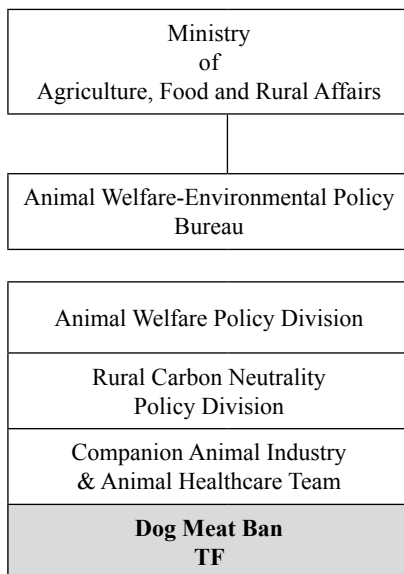 Ministry
of
Agriculture, Food and Rural Affairs
Animal Welfare-Environmental Policy
Bureau
Animal Welfare Policy Division
Rural Carbon Neutrality
Policy Division
Companion Animal Industry
& Animal Healthcare Team
Dog Meat Ban
TF